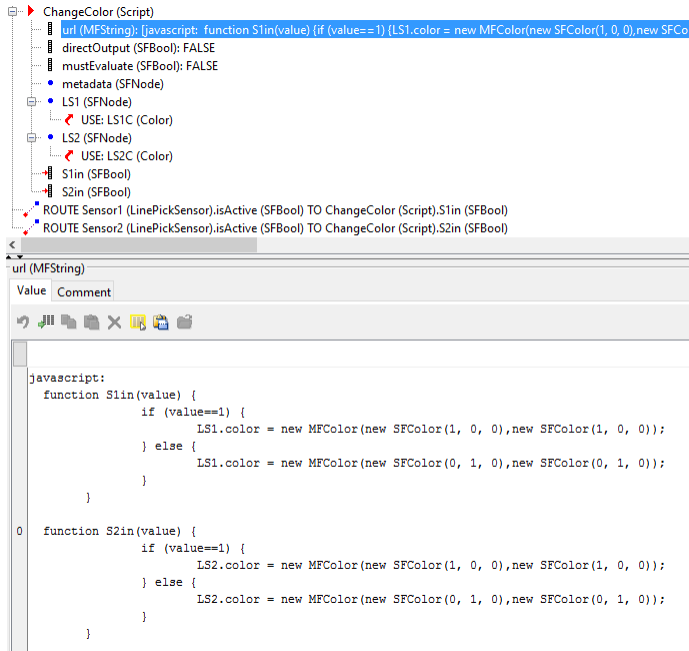 ChangeColor (Script)
url (MFString): [javascript: function S1in(value) {if (value==1) {LS1.color = new MFColor(new SFColor(1, 0, 0),new SFCo
directOutput (SFBool): FALSE
mustEvaluate (SFBool): FALSE
metadata (SFNode)
LS1 (SFNode)
USE: LS1C (Color)
LS2 (SFNode)
USE: LS2C (Color)
S1in (SFBool)
S2in (SFBool)
ROUTE Sensor1 (LinePickSensor).isActive (SFBool) TO ChangeColor (Script).S1in (SFBool)
ROUTE Sensor2 (LinePickSensor).isActive (SFBool) TO ChangeColor (Script).S2in (SFBool)
url (MFString)
Value Comment
javascript:
function S1in(value) {
if (value==1) {
LS1.color = new MFColor(new SFColor(1, 0, 0),new SFColor(1, 0, 0));
} else {
LS1.color = new MFColor(new SFColor(0, 1, 0),new SFColor(0, 1, 0));
}
}
0 function S2in(value) {
if (value==1) {
LS2.color = new MFColor(new SFColor(1, 0, 0),new SFColor(1, 0, 0));
} else {
LS2.color = new MFColor(new SFColor(0, 1, 0),new SFColor(0, 1, 0));
}
}